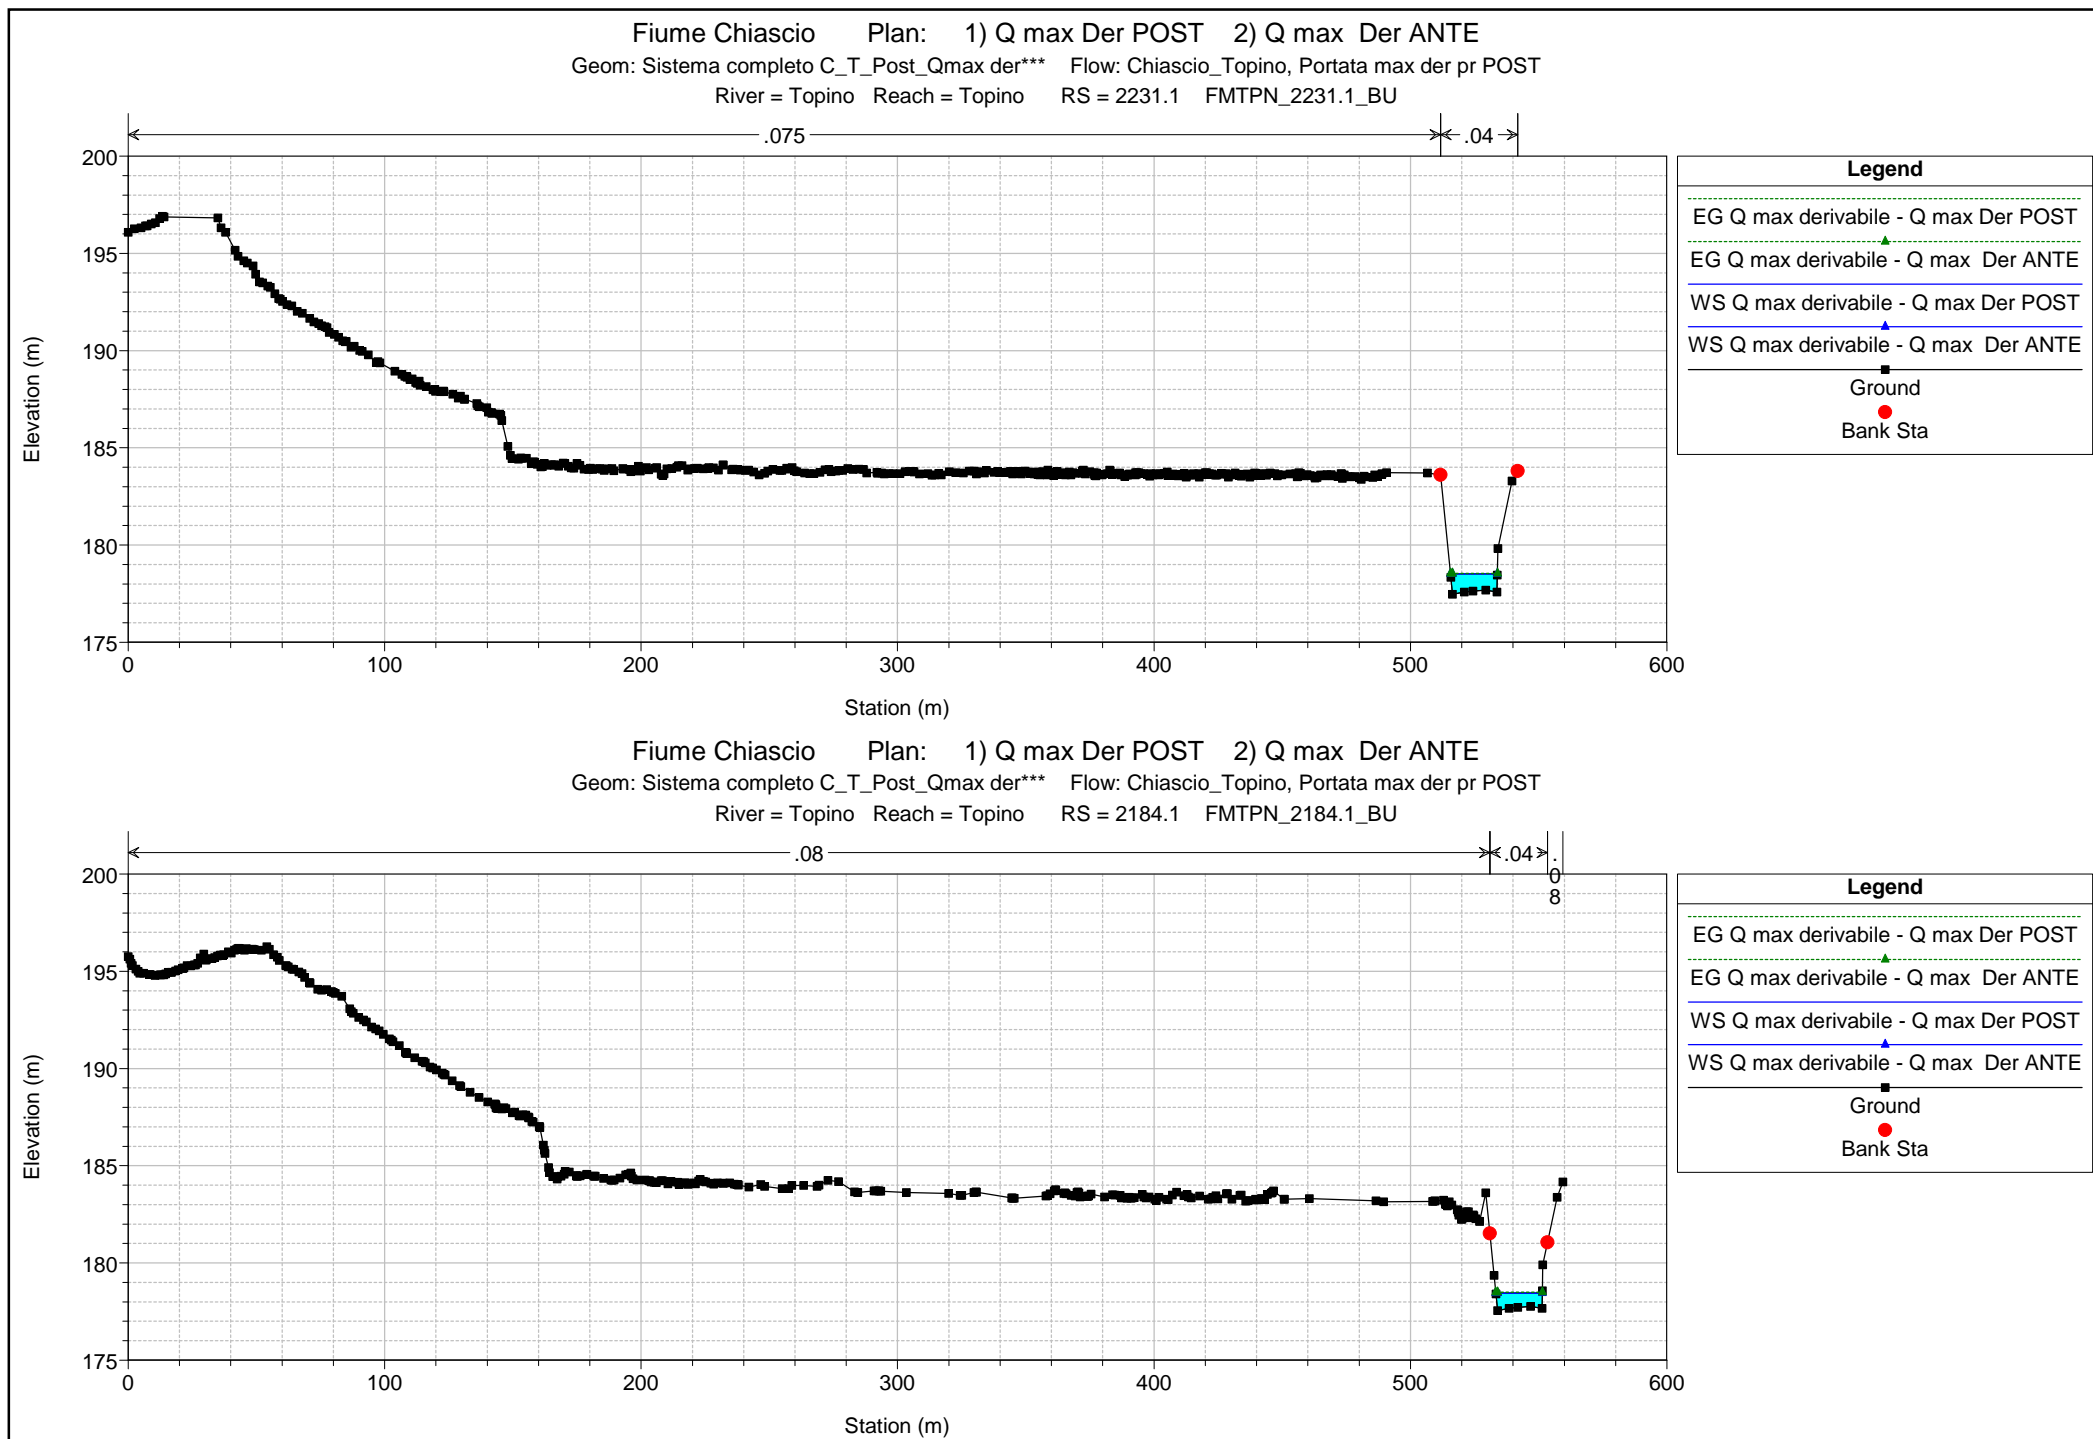 Fiume Chiascio Plan: 1) Q max Der POST 2) Q max Der ANTE
Geom: Sistema completo C_T_Post_Qmax der*** Flow: Chiascio_Topino, Portata max der pr POST
River = Topino Reach = Topino RS = 2231.1 FMTPN_2231.1_BU
.075 .04
200
195
190
185
180
175
Elevation (m)
0 100 200 300 400 500 600
Station (m)
Legend
EG Q max derivabile - Q max Der POST
EG Q max derivabile - Q max Der ANTE
WS Q max derivabile - Q max Der POST
WS Q max derivabile - Q max Der ANTE
Ground
Bank Sta
Fiume Chiascio Plan: 1) Q max Der POST 2) Q max Der ANTE
Geom: Sistema completo C_T_Post_Qmax der*** Flow: Chiascio_Topino, Portata max der pr POST
River = Topino Reach = Topino RS = 2184.1 FMTPN_2184.1_BU
.08 .04 .08
200
195
190
185
180
175
Elevation (m)
0 100 200 300 400 500 600
Station (m)
Legend
EG Q max derivabile - Q max Der POST
EG Q max derivabile - Q max Der ANTE
WS Q max derivabile - Q max Der POST
WS Q max derivabile - Q max Der ANTE
Ground
Bank Sta